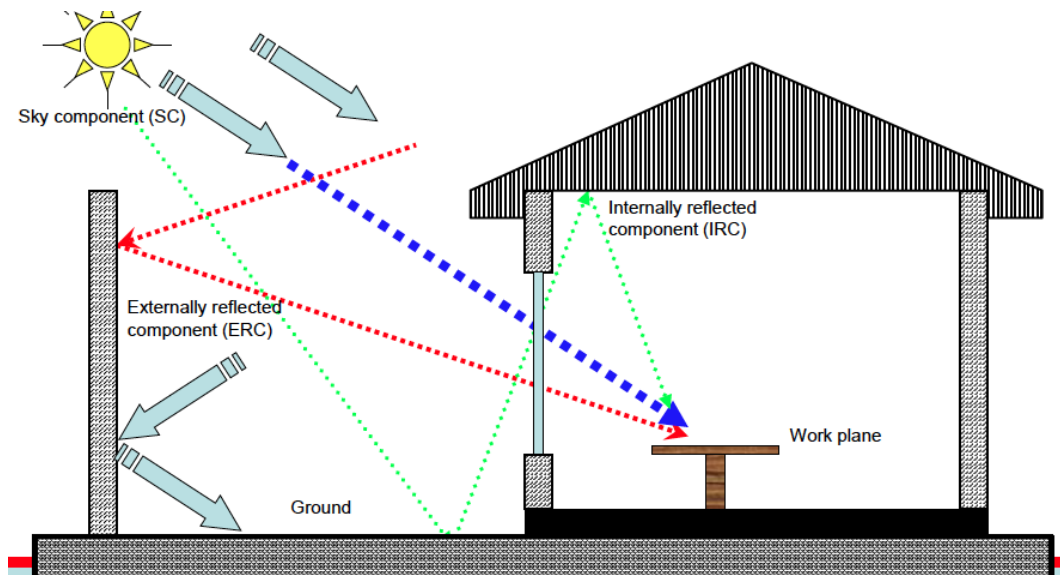 Sky component (SC)
Internally reflected
component (IRC)
Externally reflected
component (ERC)
Work plane
Ground